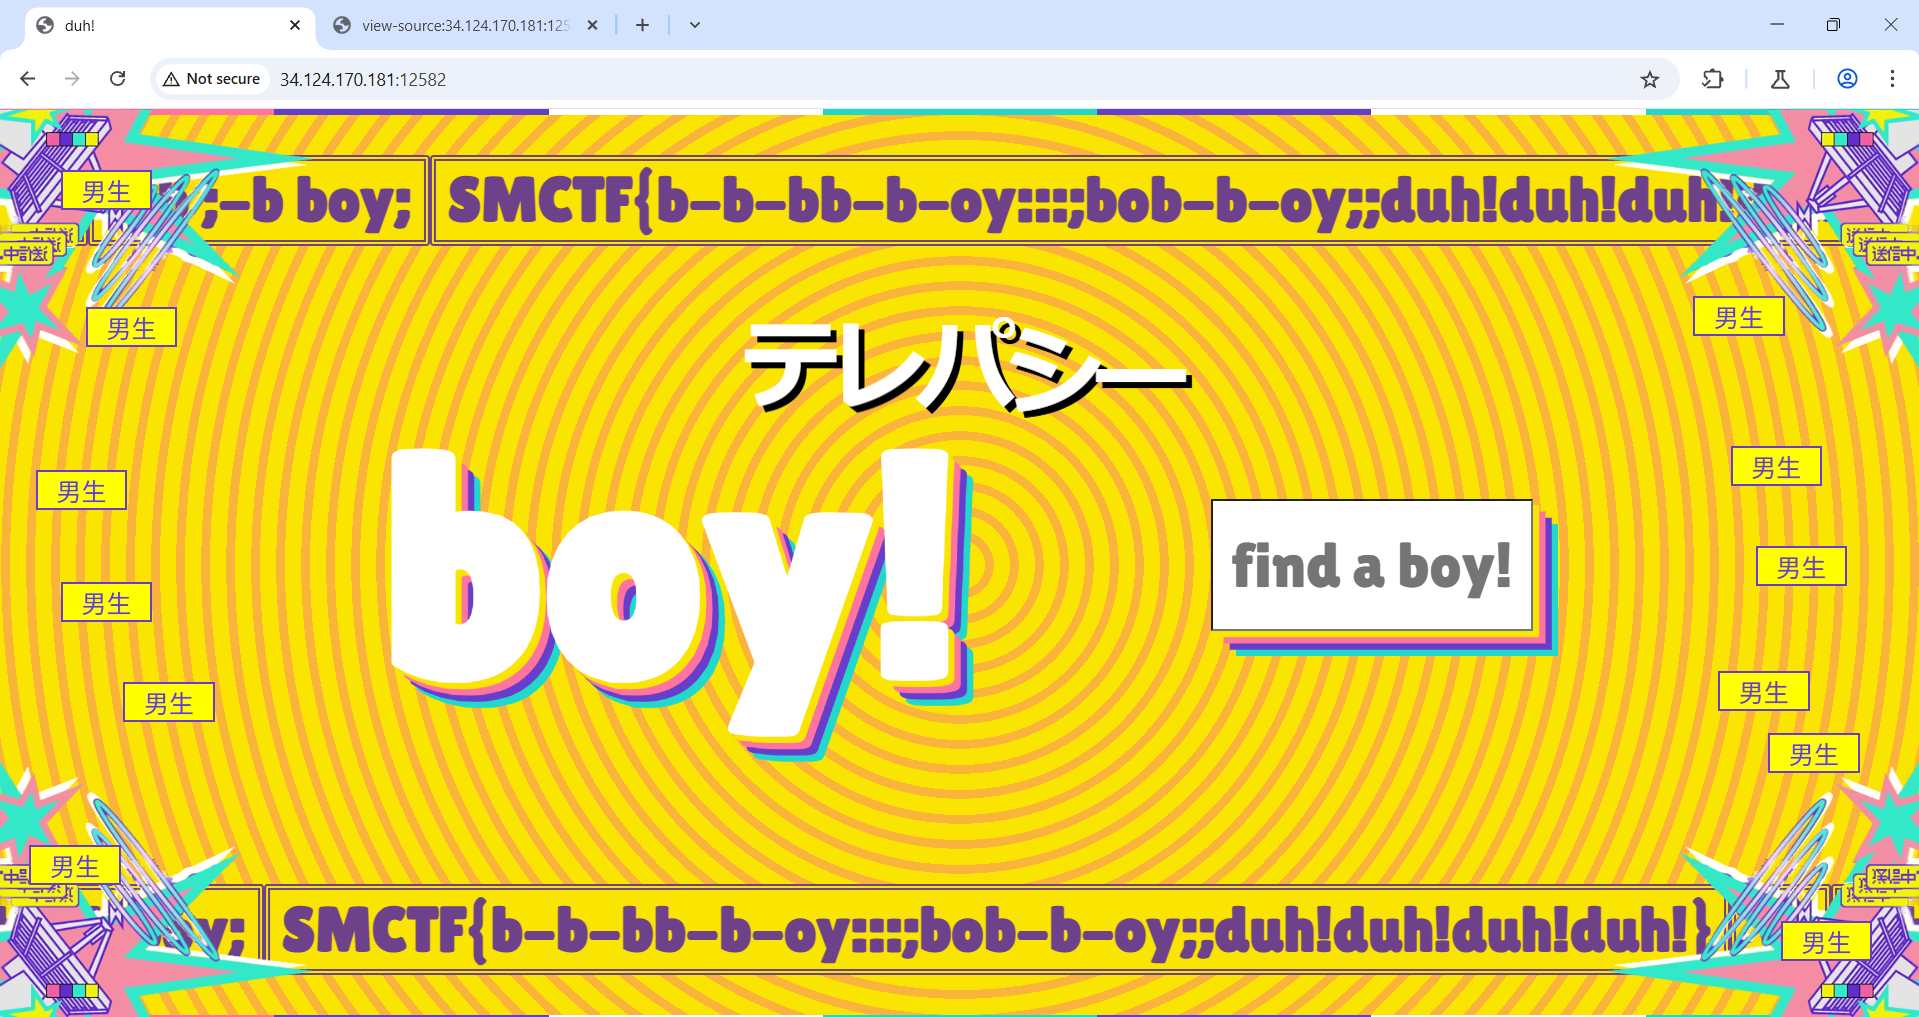 duh!
view-source:34.124.170.181:125
Not secure
34.124.170.181:12582
;-b boy;
SMCTF{b-b-bb-b-oy:::;bob-b-oy;;duh!duh!duh!
男生
送信中
男生
男生
テレパシー
boy!
find a boy!
男生
男生
男生
男生
男生
男生
男生
男生
送信中
男生
y;
SMCTF{b-b-bb-b-oy:::;bob-b-oy;;duh!duh!duh!duh!}